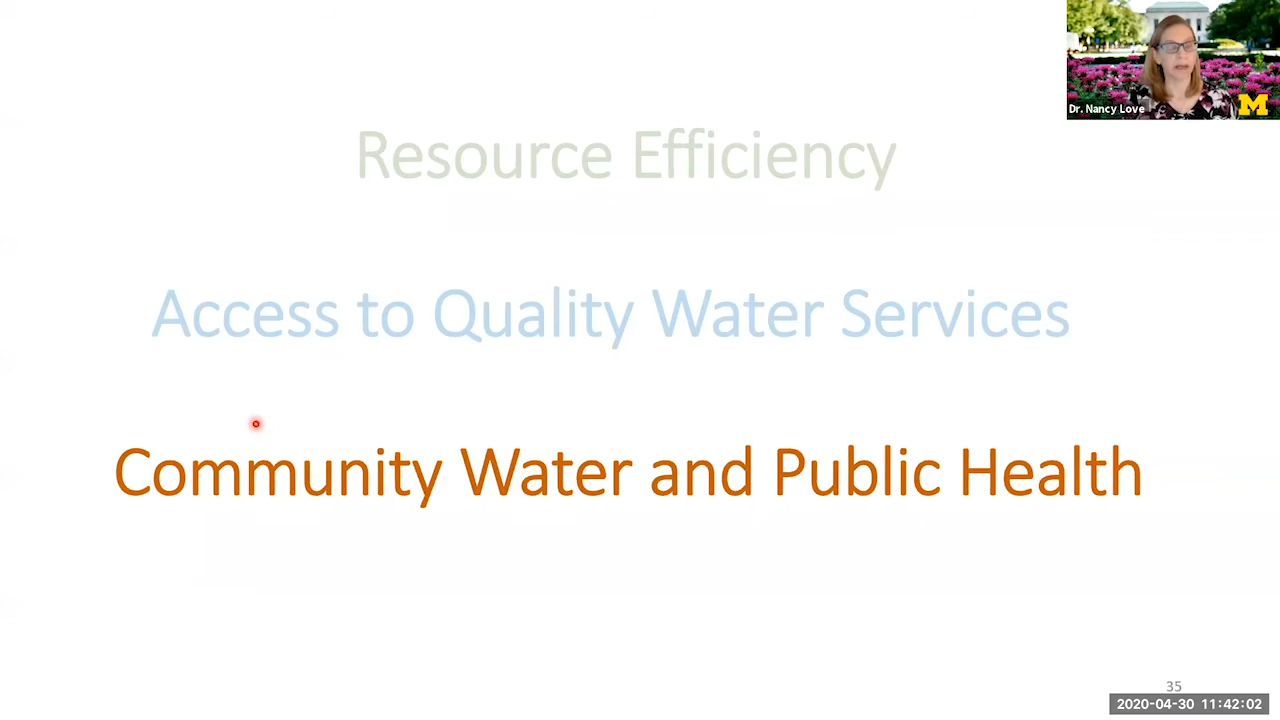 Dr. Nancy Love
M
Resource Efficiency
Access to Quality Water Services
Community Water and Public Health
35
2020-04-30 11:42:02